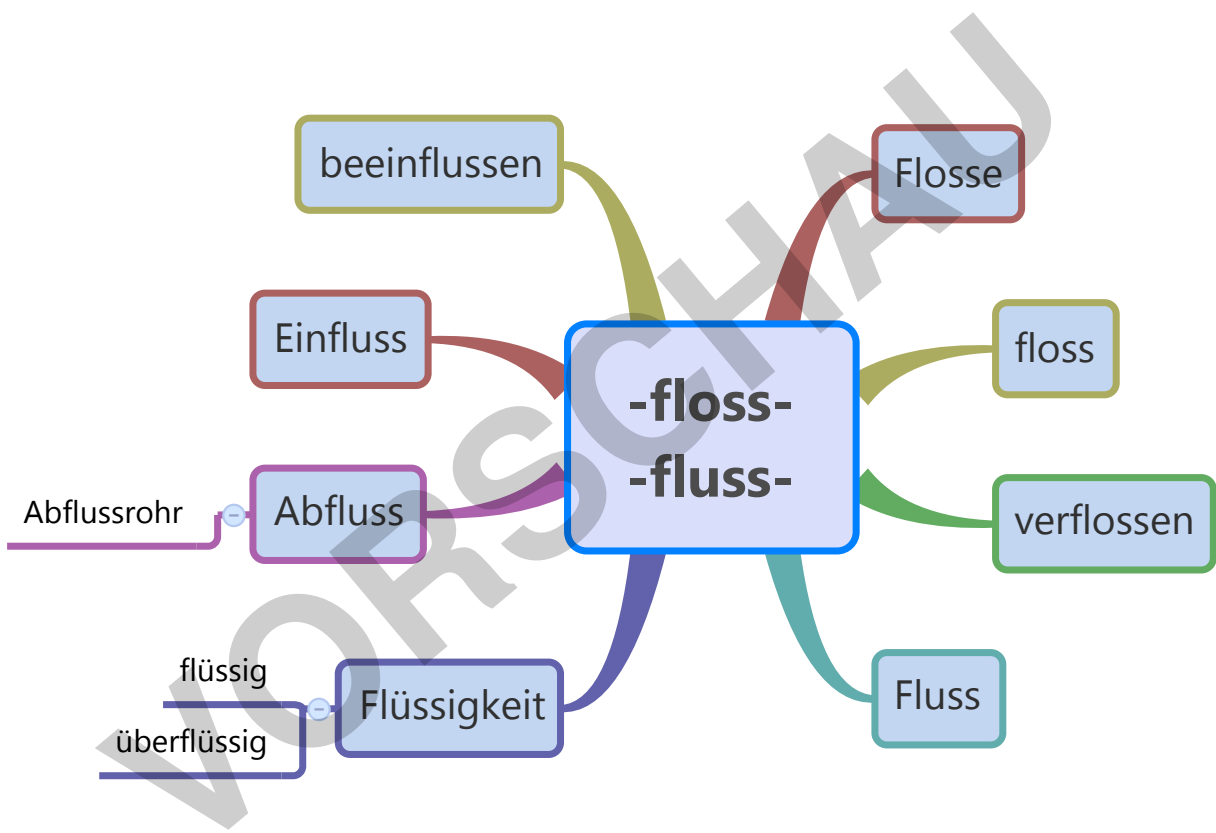 beeinflussen
Flosse
Einfluss
floss
-floss-
-fluss-
Abflussrohr
Abfluss
verflossen
flüssig
überflüssig
Flüssigkeit
Fluss
VORSCHAU